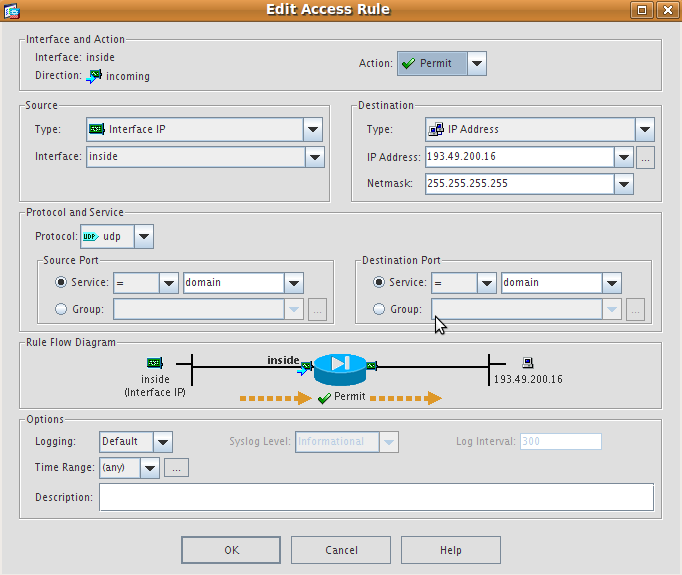 Edit Access Rule
Interface and Action
Interface: inside
Direction: incoming
Action: Permit
Source
Type: Interface IP
Interface: inside
Destination
Type: IP Address
IP Address: 193.49.200.16 ...
Netmask: 255.255.255.255
Protocol and Service
Protocol: UDP udp
Source Port
Service: = domain
Group: ...
Destination Port
Service: = domain
Group: ...
Rule Flow Diagram
inside
inside
(Interface IP)
193.49.200.16
Permit
Options
Logging: Default Syslog Level: Informational Log Interval: 300
Time Range: (any) ...
Description:
OK Cancel Help